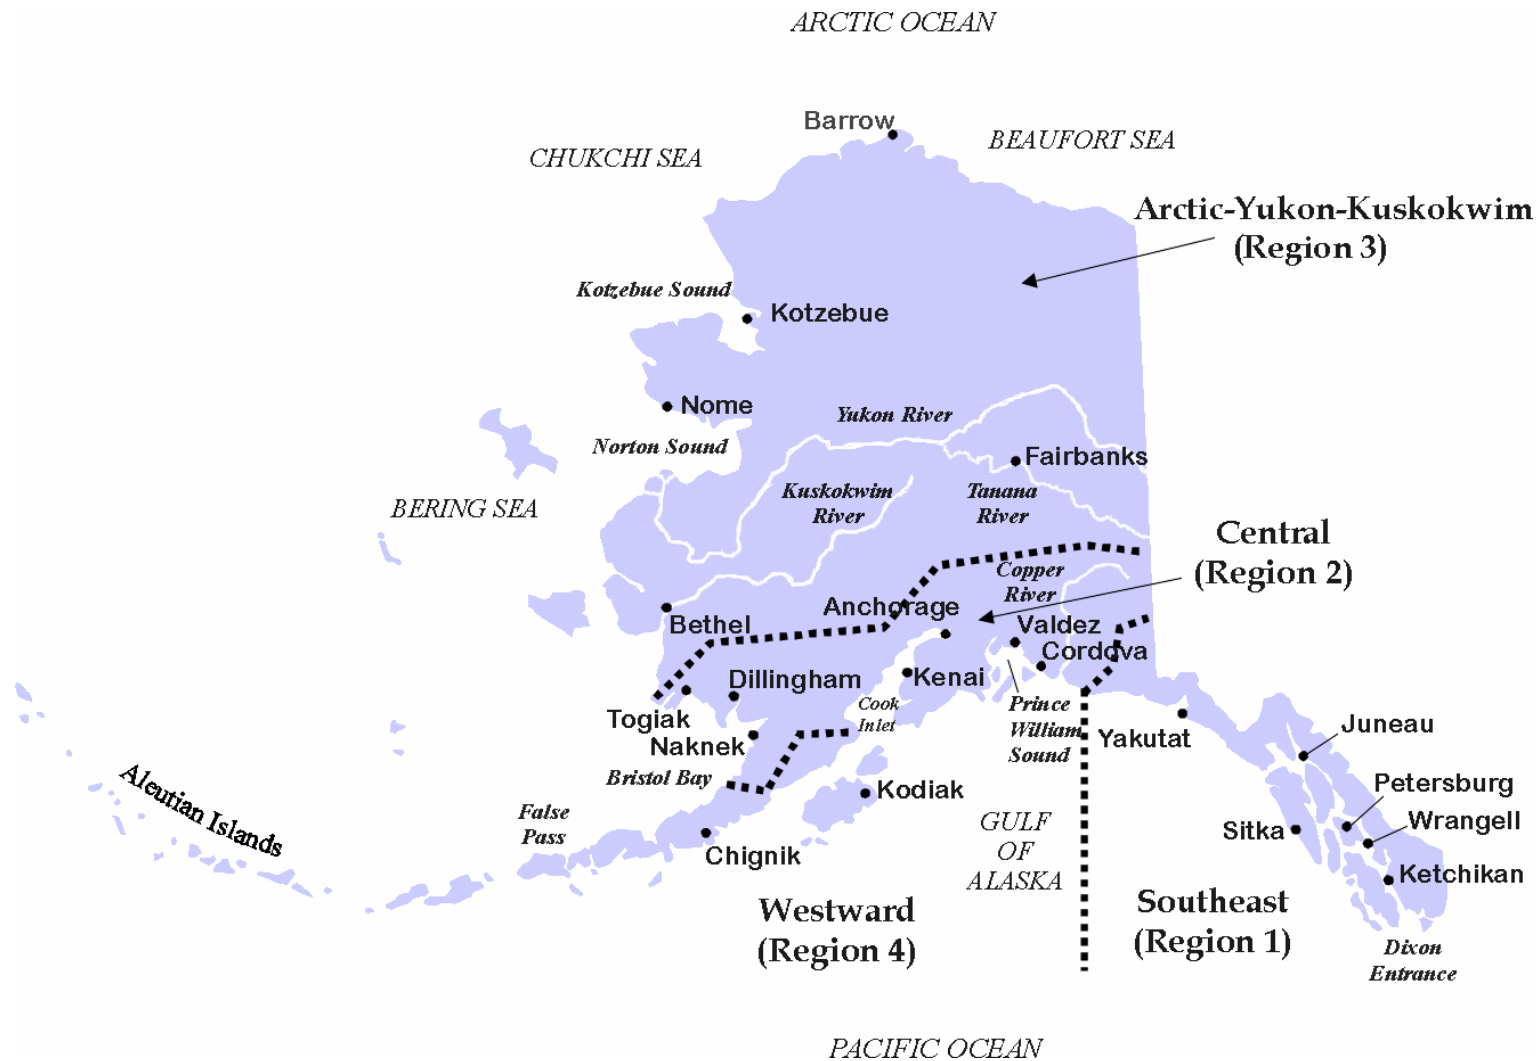 ARCTIC OCEAN
Barrow
BEAUFORT SEA
CHUKCHI SEA
Arctic-Yukon-Kuskokwim
(Region 3)
Kotzebue Sound
Kotzebue
Nome
Yukon River
Norton Sound
Fairbanks
Kuskokwim
River
Tanana
River
BERING SEA
Central
(Region 2)
Copper
River
Anchorage
Bethel
Valdez
Cordova
Dillingham
Kenai
Togiak
Naknek
Cook
Inlet
Prince
William
Sound
Yakutat
Juneau
Bristol Bay
Aleutian Islands
Kodiak
Petersburg
False
Pass
Chignik
GULF
OF
ALASKA
Sitka
Wrangell
Ketchikan
Westward
(Region 4)
Southeast
(Region 1)
Dixon
Entrance
PACIFIC OCEAN